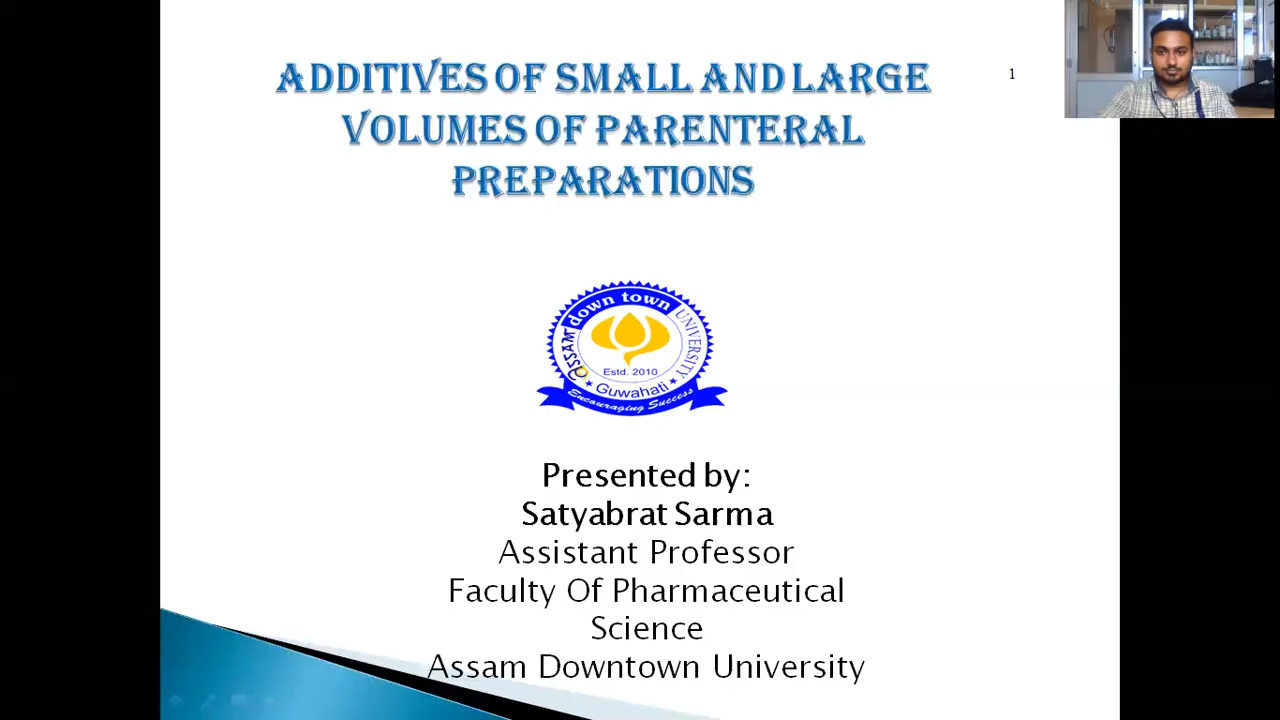 ADDITIVES OF SMALL AND LARGE
VOLUMES OF PARENTERAL
PREPARATIONS
1
Assam down town UNIVERSITY
Estd. 2010
Guwahati
Encouraging Success
Presented by:
Satyabrat Sarma
Assistant Professor
Faculty Of Pharmaceutical
Science
Assam Downtown University